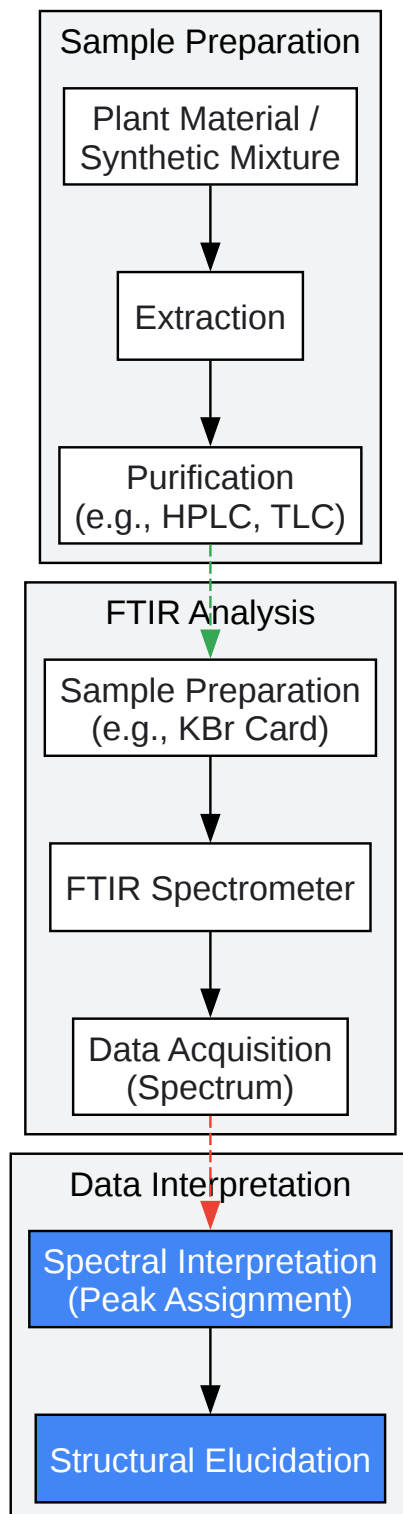 Sample Preparation
Plant Material /
Synthetic Mixture
Extraction
Purification
(e.g., HPLC, TLC)
FTIR Analysis
Sample Preparation
(e.g., KBr Card)
FTIR Spectrometer
Data Acquisition
(Spectrum)
Data Interpretation
Spectral Interpretation
(Peak Assignment)
Structural Elucidation